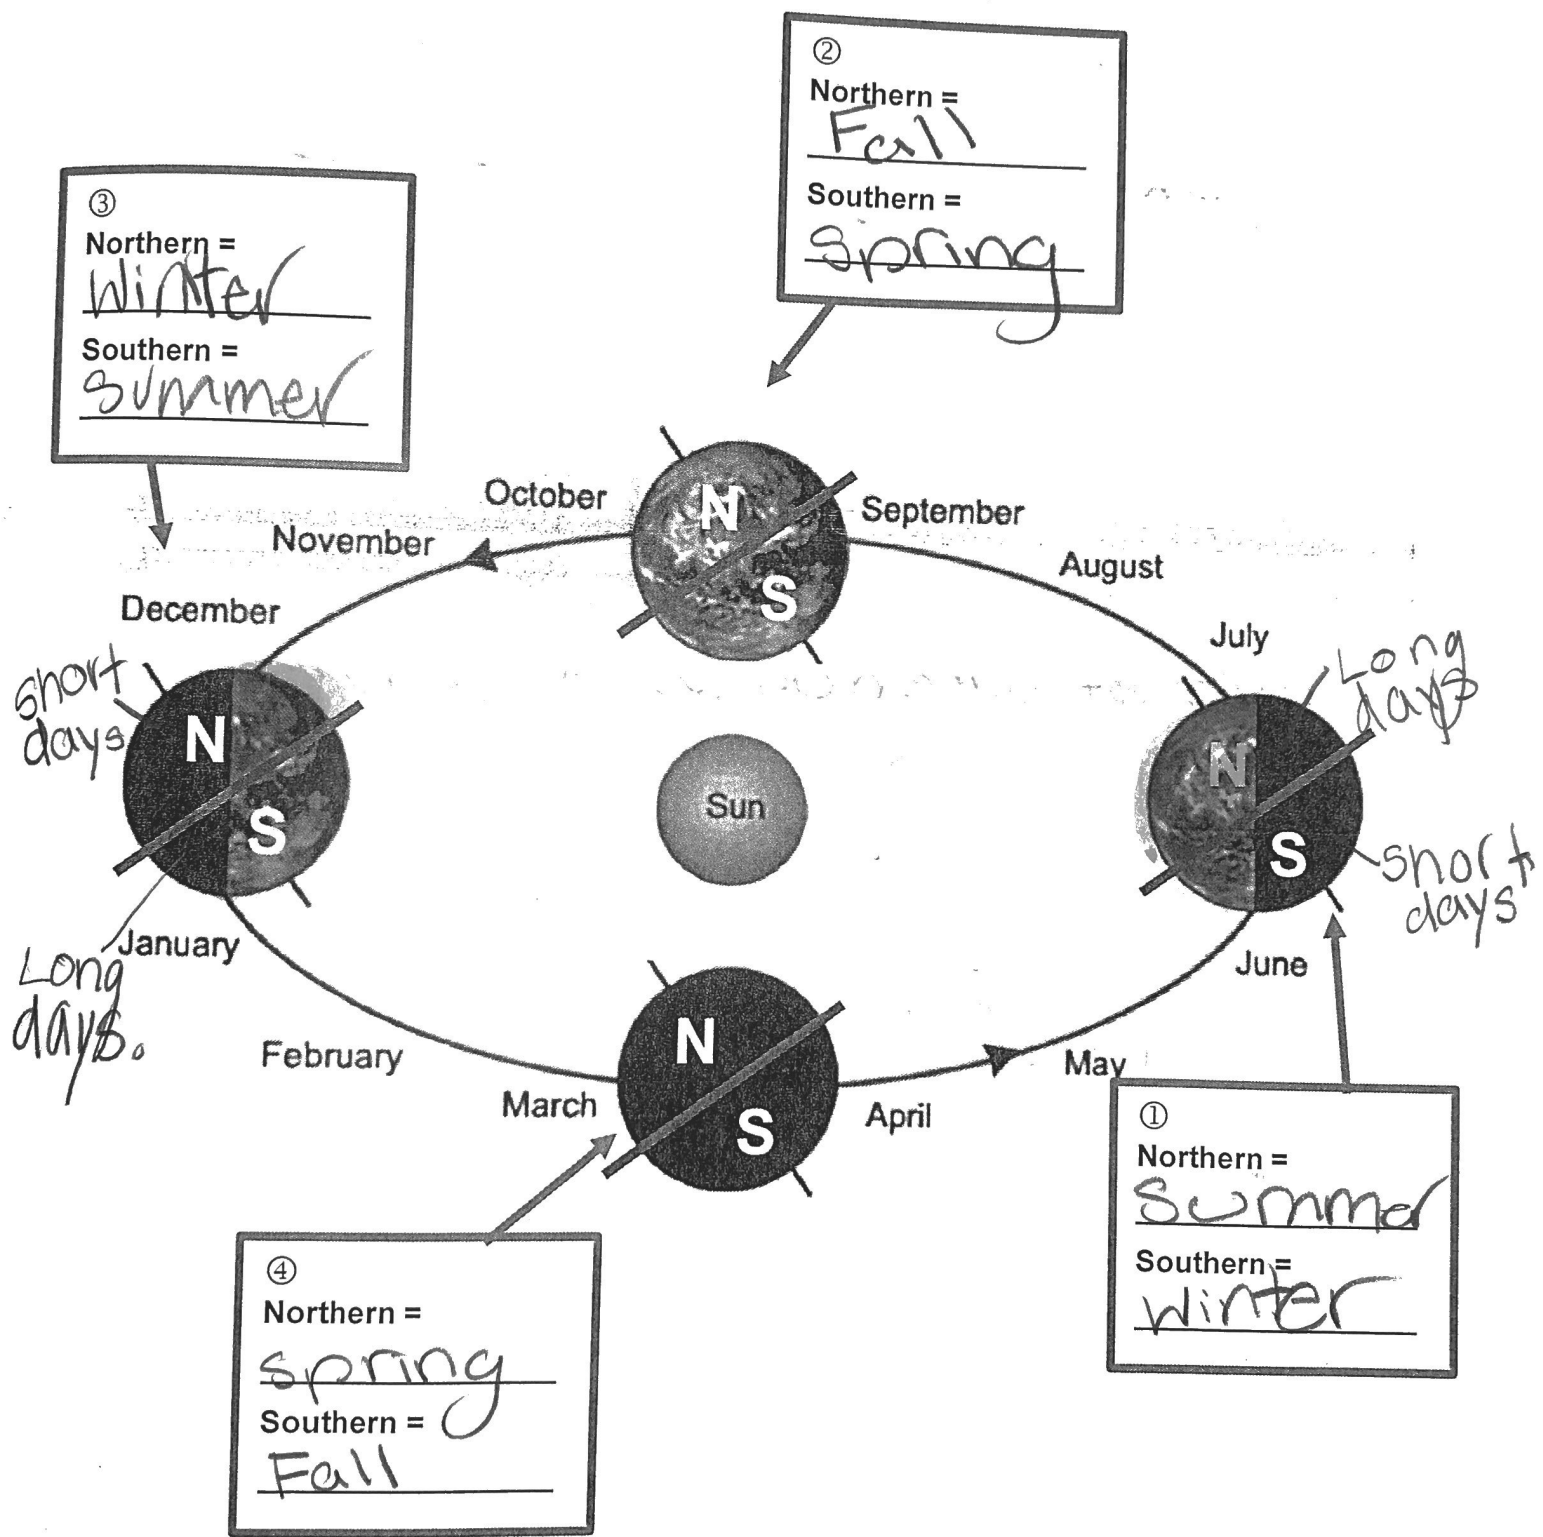 ②
Northern =
Fall
Southern =
Spring
③
Northern =
Winter
Southern =
Summer
October
September
November
August
December
July
N
S
short
days
Long
days
N
S
N
S
Sun
short
days
January
Long
days.
June
February
N
S
May
March
April
①
Northern =
Summer
Southern =
Winter
④
Northern =
spring
Southern =
Fall